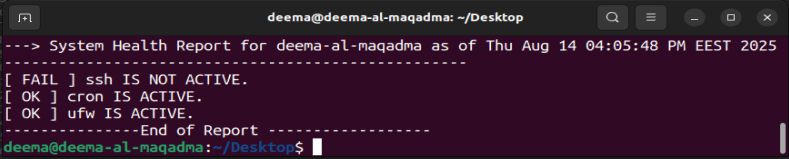 deema@deema-al-maqadma: ~/Desktop
---> System Health Report for deema-al-maqadma as of Thu Aug 14 04:05:48 PM EEST 2025
---------------------------------------------------
[ FAIL ] ssh IS NOT ACTIVE.
[ OK ] cron IS ACTIVE.
[ OK ] ufw IS ACTIVE.
---------------End of Report ------------------
deema@deema-al-maqadma:~/Desktop$